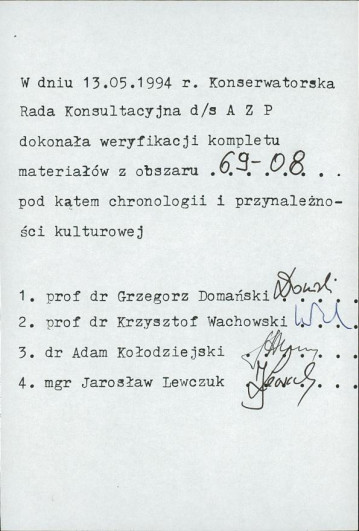 W dniu 13.05.1994 r. Konserwatorska
Rada Konsultacyjna d/s A Z P
dokonała weryfikacji kompletu
materiałów z obszaru .69-.08. . .
pod kątem chronologii i przynależno-
ści kulturowej
1. prof dr Grzegorz Domański
2. prof dr Krzysztof Wachowski
3. dr Adam Kołodziejski
4. mgr Jarosław Lewczuk